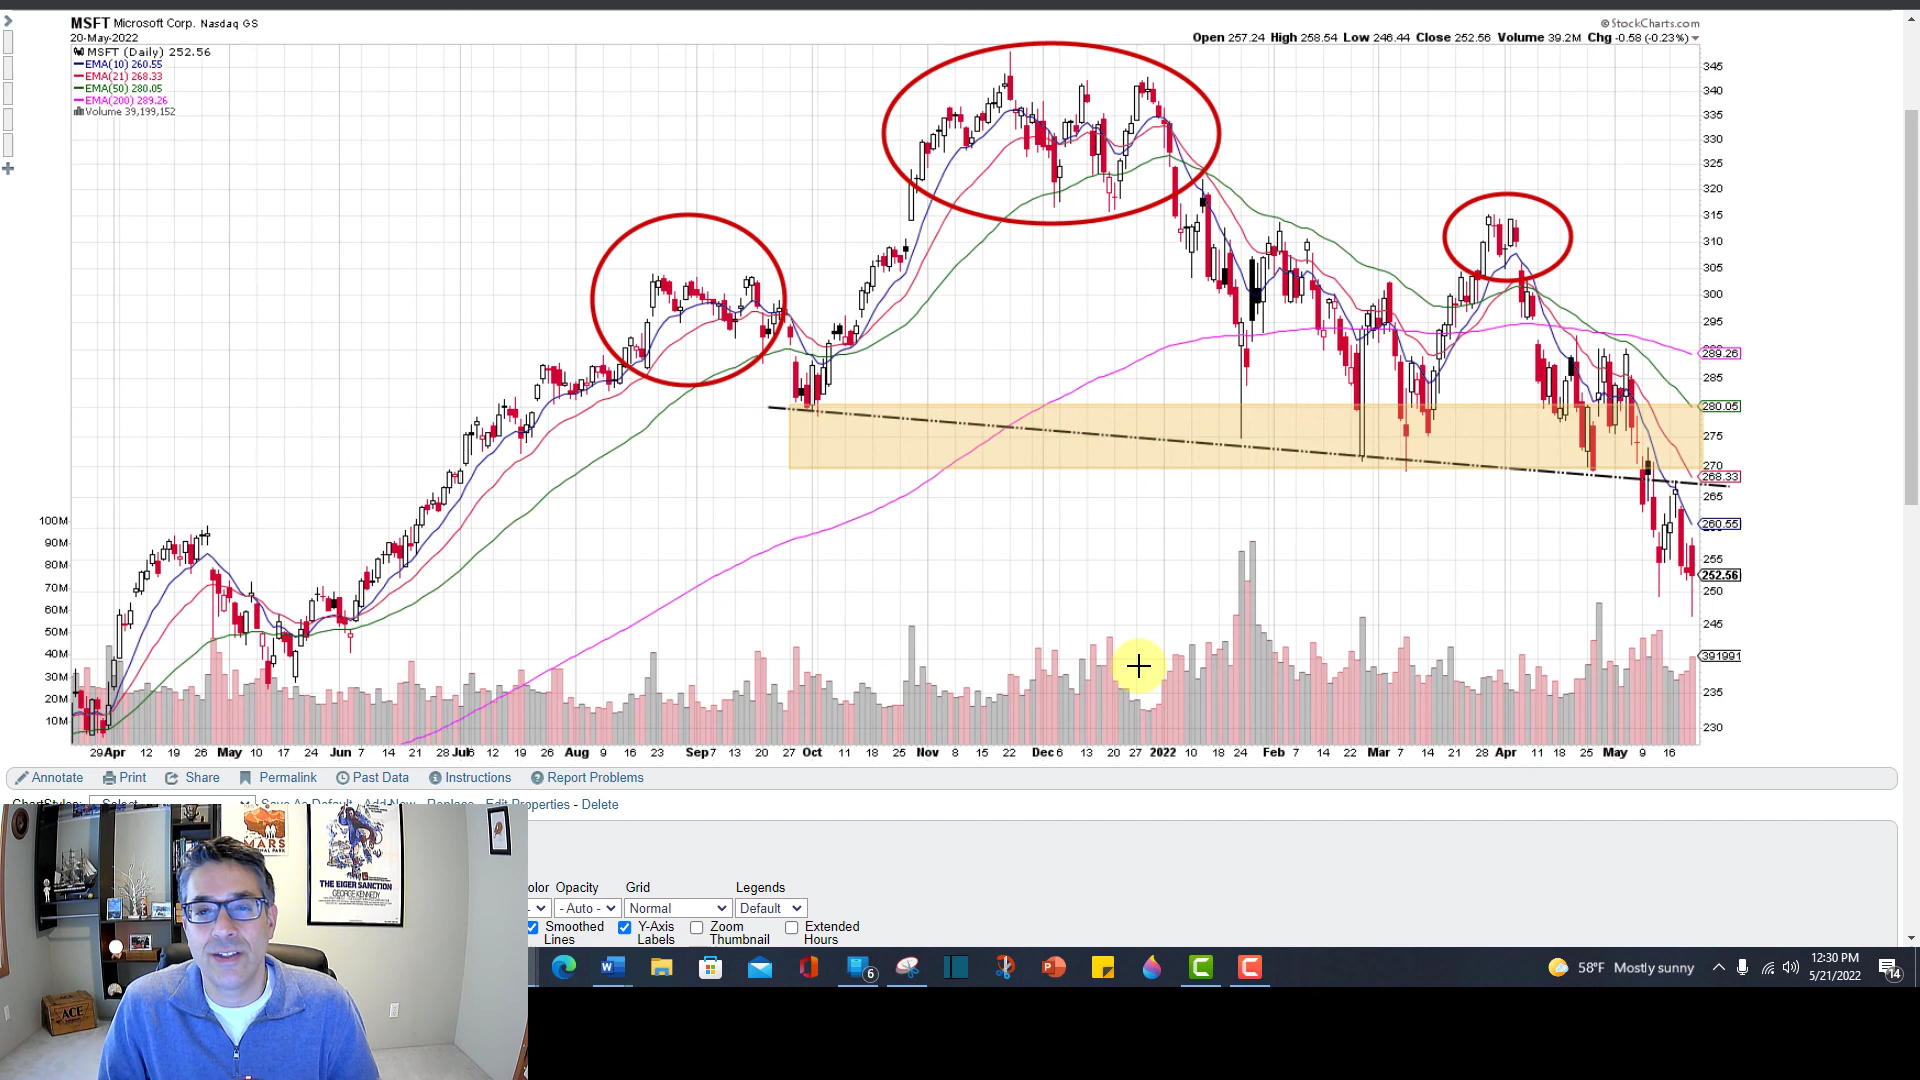 MSFT Microsoft Corp. Nasdaq GS
© StockCharts.com
20-May-2022
Open 257.24 High 258.54 Low 246.44 Close 252.56 Volume 39.2M Chg -0.58 (-0.23%)
MSFT (Daily) 252.56
EMA(10) 260.55
EMA(21) 268.33
EMA(50) 280.05
EMA(200) 289.26
Volume 39,199,152
345
340
335
330
325
320
315
310
305
300
295
289.26
285
280.05
275
270
268.33
265
260.55
255
252.56
250
245
391991
235
230
100M
90M
80M
70M
60M
50M
40M
30M
20M
10M
29 Apr 12 19 26 May 10 17 24 Jun 7 14 21 28 Jul 6 12 19 26 Aug 9 16 23 Sep 7 13 20 27 Oct 11 18 25 Nov 8 15 22 Dec 6 13 20 27 2022 10 18 24 Feb 7 14 22 Mar 7 14 21 28 Apr 11 18 25 May 9 16
Annotate Print Share Permalink Past Data Instructions Report Problems
Edit Properties - Delete
MARS
THE EIGER SANCTION
GEORGE KENNEDY
ACE
olor Opacity Grid Legends
- Auto - Normal Default
Smoothed Lines Y-Axis Labels Zoom Thumbnail Extended Hours
6
58°F Mostly sunny
12:30 PM
5/21/2022
14